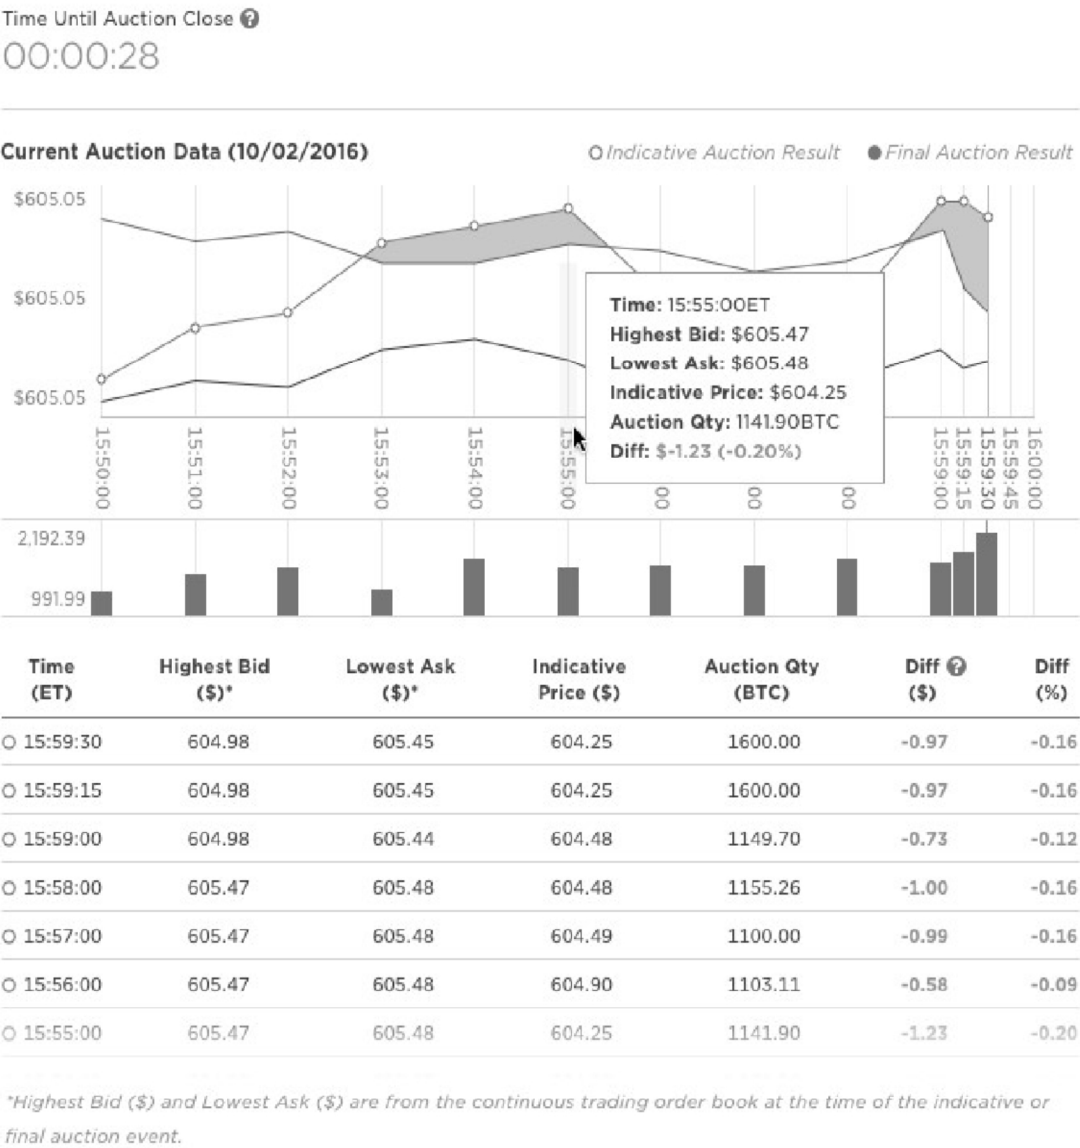 Time Until Auction Close ?
00:00:28
Current Auction Data (10/02/2016)
Indicative Auction Result
Final Auction Result
$605.05
$605.05
$605.05
Time: 15:55:00ET
Highest Bid: $605.47
Lowest Ask: $605.48
Indicative Price: $604.25
Auction Qty: 1141.90BTC
Diff: $-1.23 (-0.20%)
15:50:00
15:51:00
15:52:00
15:53:00
15:54:00
15:55:00
00
00
00
15:59:00
15:59:15
15:59:30
15:59:45
16:00:00
2,192.39
991.99
Time (ET) Highest Bid ($)* Lowest Ask ($)* Indicative Price ($) Auction Qty (BTC) Diff ? ($) Diff (%)
15:59:30 604.98 605.45 604.25 1600.00 -0.97 -0.16
15:59:15 604.98 605.45 604.25 1600.00 -0.97 -0.16
15:59:00 604.98 605.44 604.48 1149.70 -0.73 -0.12
15:58:00 605.47 605.48 604.48 1155.26 -1.00 -0.16
15:57:00 605.47 605.48 604.49 1100.00 -0.99 -0.16
15:56:00 605.47 605.48 604.90 1103.11 -0.58 -0.09
15:55:00 605.47 605.48 604.25 1141.90 -1.23 -0.20
*Highest Bid ($) and Lowest Ask ($) are from the continuous trading order book at the time of the indicative or
final auction event.